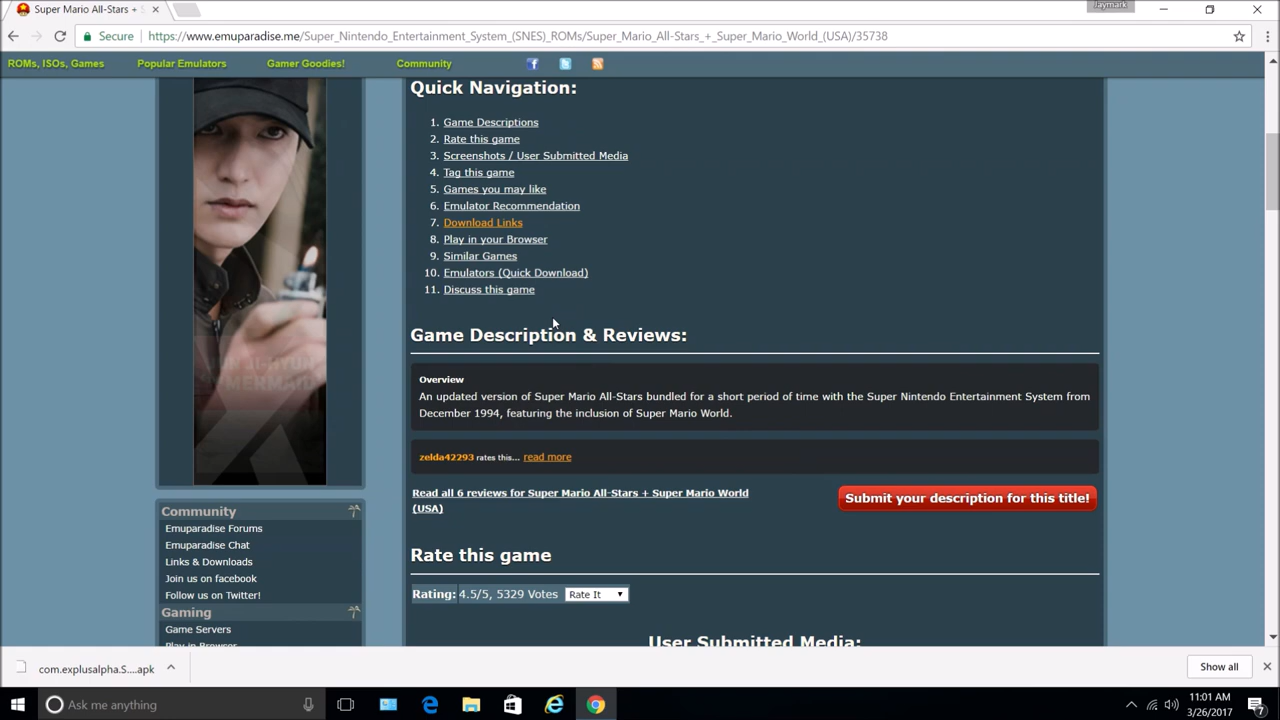 Super Mario All-Stars + S
Jaymark
Secure
https://www.emuparadise.me/Super_Nintendo_Entertainment_System_(SNES)_ROMs/Super_Mario_All-Stars_+_Super_Mario_World_(USA)/35738
ROMs, ISOs, Games Popular Emulators Gamer Goodies! Community
Quick Navigation:
1. Game Descriptions
2. Rate this game
3. Screenshots / User Submitted Media
4. Tag this game
5. Games you may like
6. Emulator Recommendation
7. Download Links
8. Play in your Browser
9. Similar Games
10. Emulators (Quick Download)
11. Discuss this game
Game Description & Reviews:
Overview
An updated version of Super Mario All-Stars bundled for a short period of time with the Super Nintendo Entertainment System from
December 1994, featuring the inclusion of Super Mario World.
zelda42293 rates this... read more
Read all 6 reviews for Super Mario All-Stars + Super Mario World
(USA)
Submit your description for this title!
Rate this game
Rating: 4.5/5, 5329 Votes Rate It
User Submitted Media:
Community
Emuparadise Forums
Emuparadise Chat
Links & Downloads
Join us on facebook
Follow us on Twitter!
Gaming
Game Servers
Play in Browser
com.explusalpha.S....apk
Show all
Ask me anything
11:01 AM
3/26/2017
7